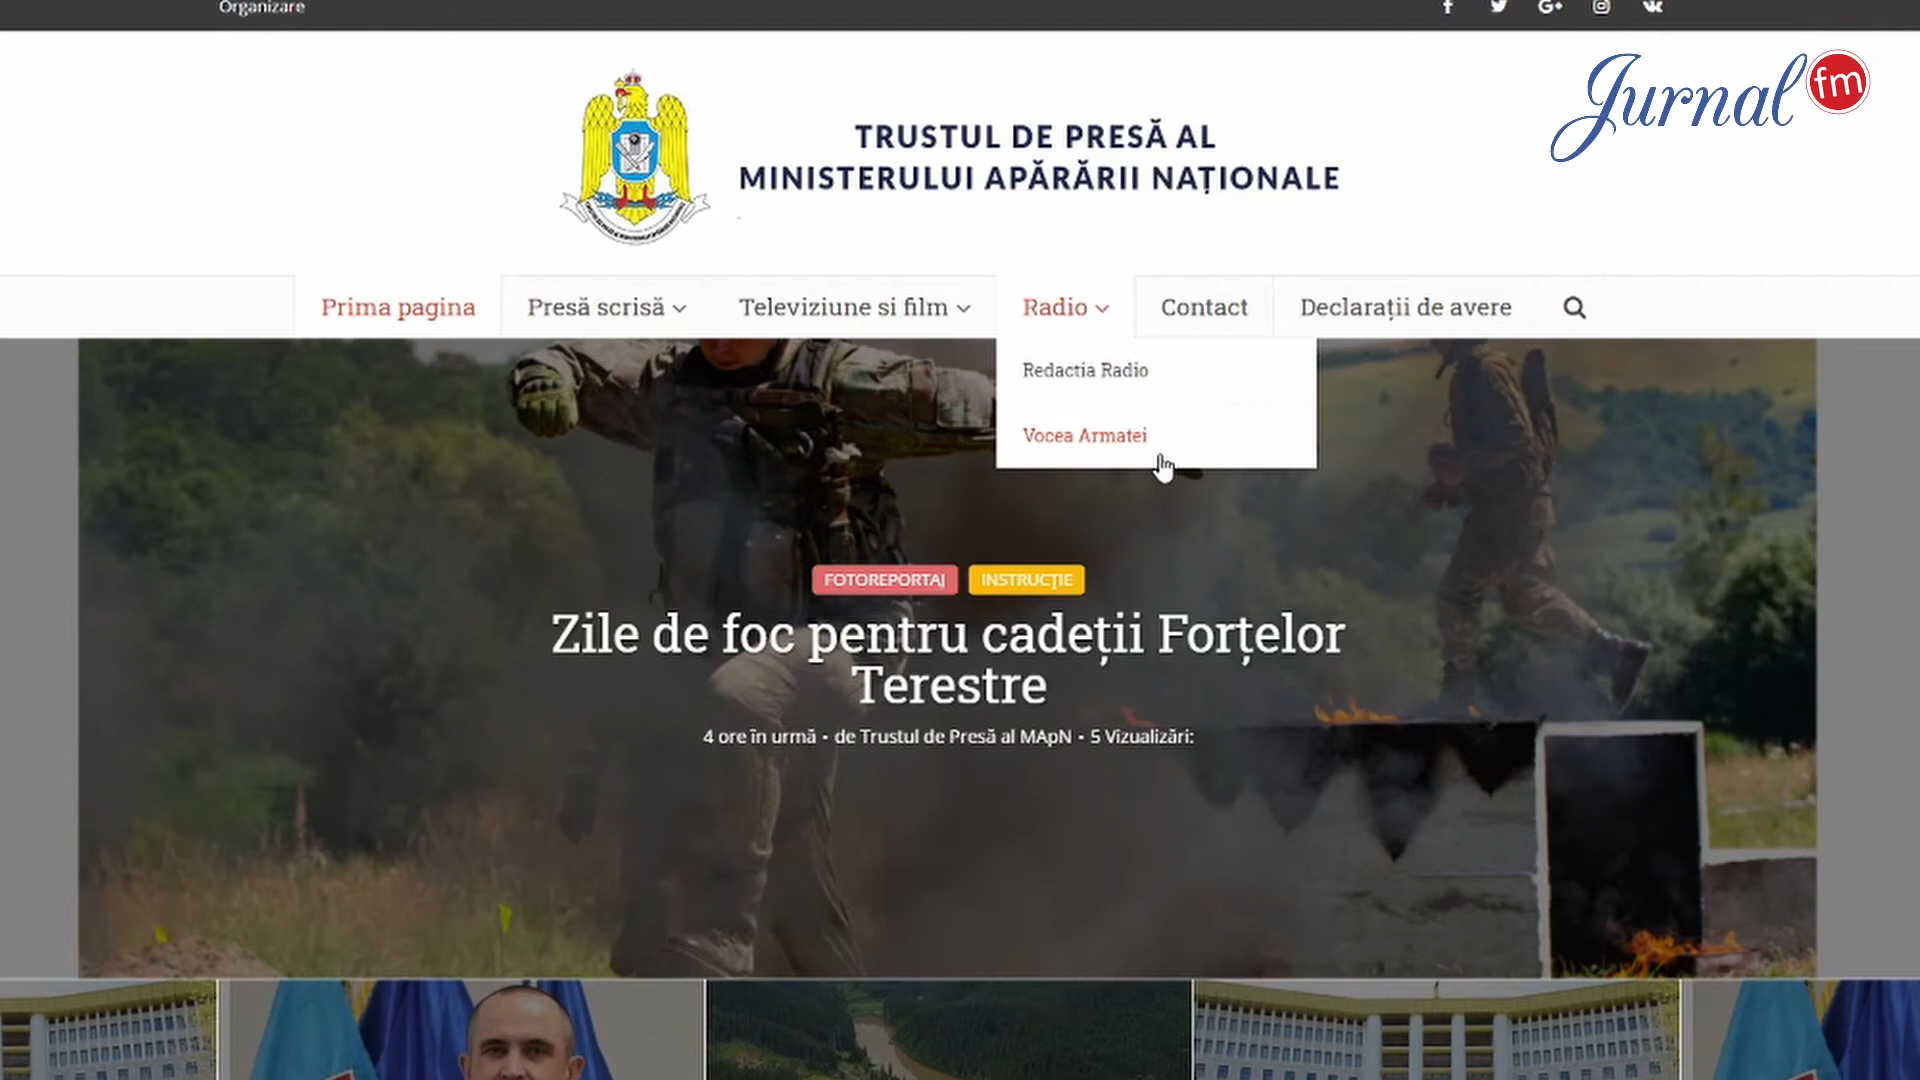 Organizare
Jurnal fm
TRUSTUL DE PRESĂ AL
MINISTERULUI APĂRĂRII NAȚIONALE
Prima pagina
Presă scrisă
Televiziune si film
Radio
Contact
Declarații de avere
Redactia Radio
Vocea Armatei
FOTOREPORTAJ
INSTRUCȚIE
Zile de foc pentru cadeții Forțelor
Terestre
4 ore în urmă • de Trustul de Presă al MApN • 5 Vizualizări: